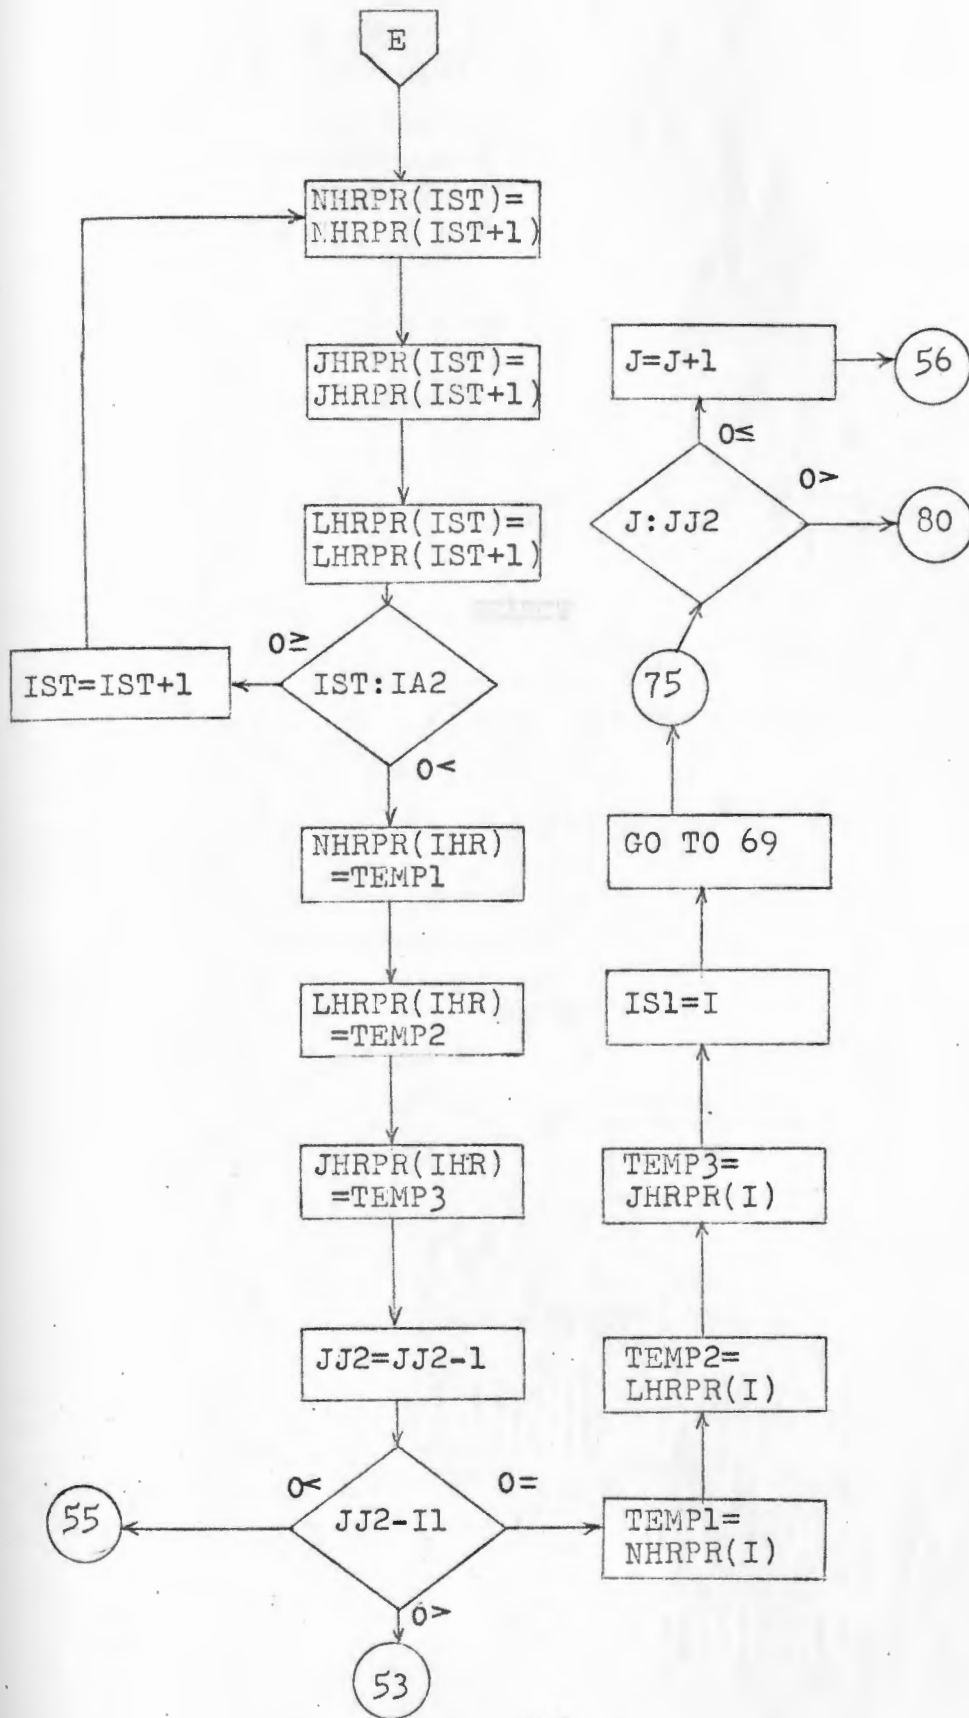 E
NHRPR(IST)=
NHRPR(IST+1)
JHRPR(IST)=
JHRPR(IST+1)
LHRPR(IST)=
LHRPR(IST+1)
0≥
IST=IST+1
IST:IA2
0<
NHRPR(IHR)
=TEMP1
LHRPR(IHR)
=TEMP2
JHRPR(IHR)
=TEMP3
JJ2=JJ2-1
0<
0=
55
JJ2-I1
0>
53
TEMP1=
NHRPR(I)
TEMP2=
LHRPR(I)
TEMP3=
JHRPR(I)
IS1=I
GO TO 69
75
J:JJ2
0>
80
0≤
J=J+1
56